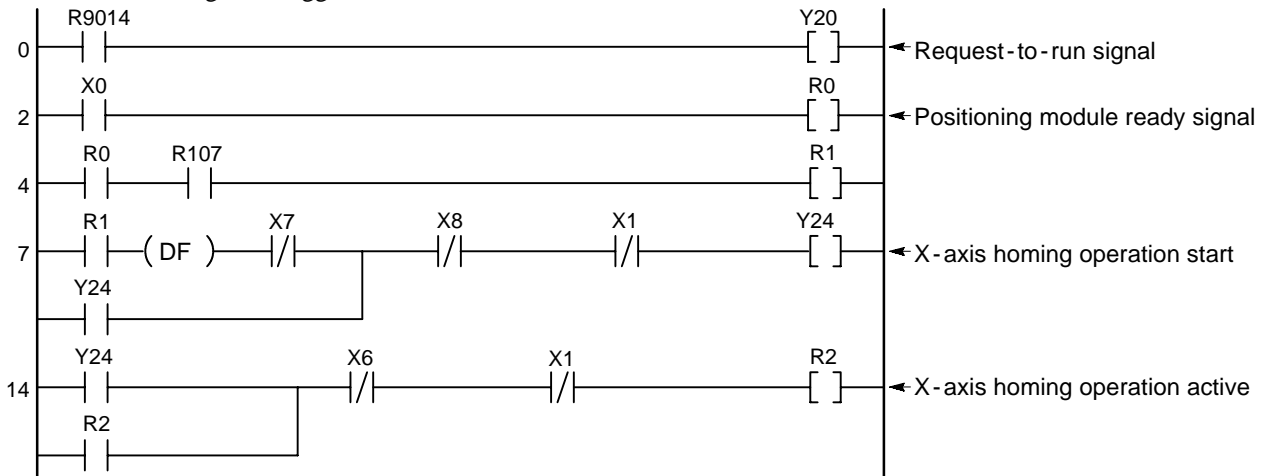 R9014 Y20
0 Request-to-run signal
X0 R0
2 Positioning module ready signal
R0 R107 R1
4
R1 X7 X8 X1 Y24
7 ( DF ) X-axis homing operation start
Y24
Y24 X6 X1 R2
14 X-axis homing operation active
R2